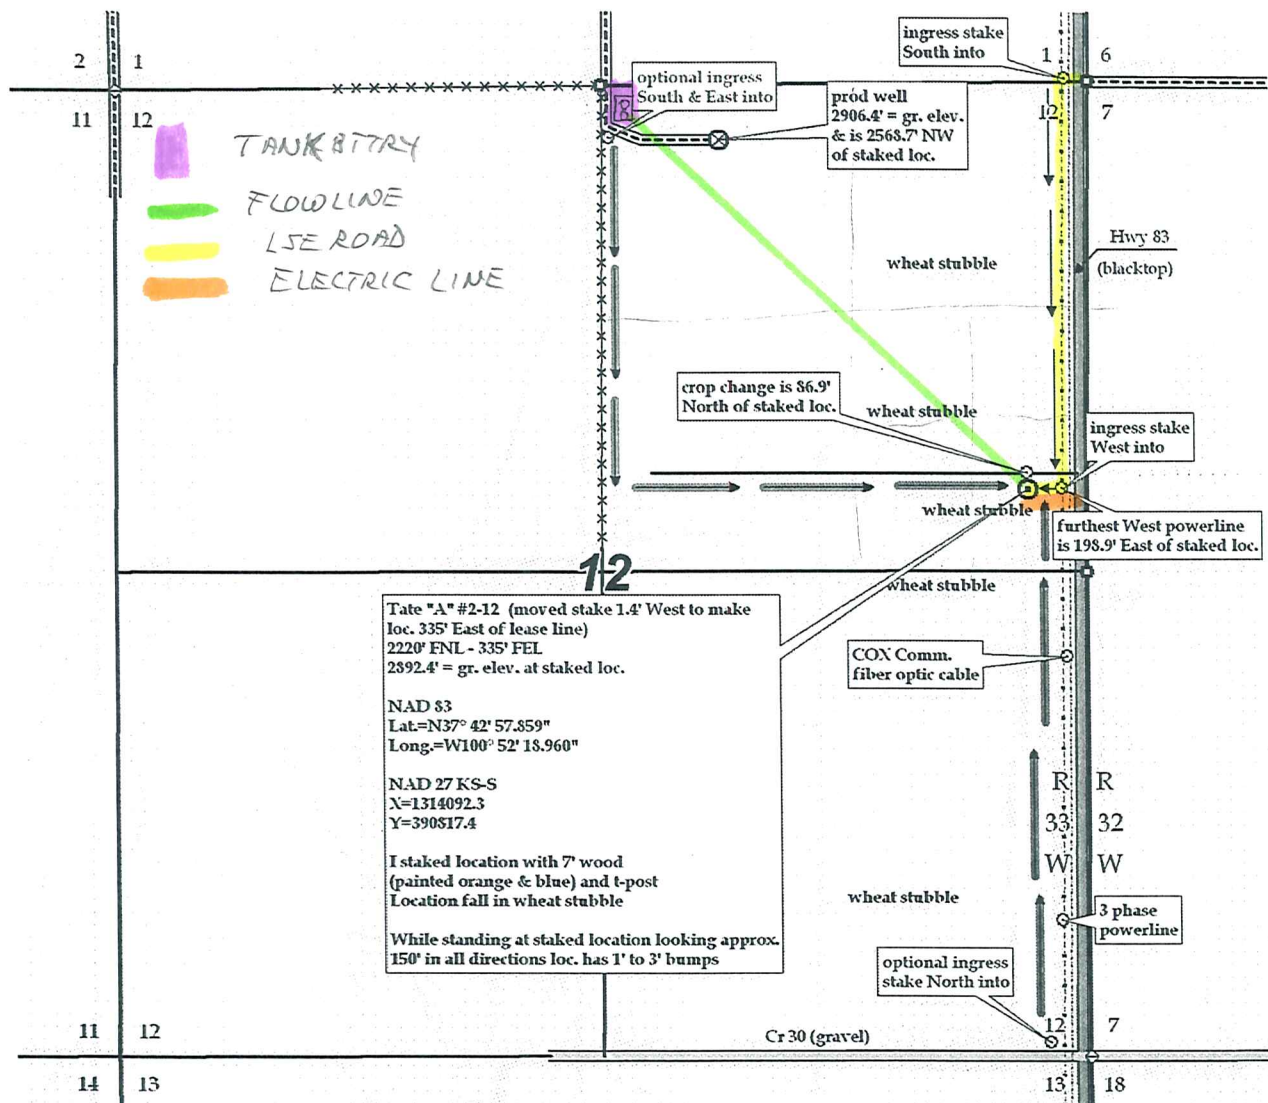 2 1
11 12
TANK BTTRY
FLOWLINE
LSE ROAD
ELECTRIC LINE
optional ingress
South & East into
prod well
2906.4' = gr. elev.
& is 2568.7' NW
of staked loc.
ingress stake
South into
1 6
12 7
Hwy 83
(blacktop)
wheat stubble
crop change is 86.9'
North of staked loc.
wheat stubble
ingress stake
West into
wheat stubble
furthest West powerline
is 198.9' East of staked loc.
12
wheat stubble
Tate "A" #2-12 (moved stake 1.4' West to make
loc. 335' East of lease line)
2220' FNL - 335' FEL
2892.4' = gr. elev. at staked loc.
NAD 83
Lat.=N37° 42' 57.859"
Long.=W100° 52' 18.960"
NAD 27 KS-S
X=1314092.3
Y=390817.4
I staked location with 7' wood
(painted orange & blue) and t-post
Location fall in wheat stubble
While standing at staked location looking approx.
150' in all directions loc. has 1' to 3' bumps
COX Comm.
fiber optic cable
R R
33 32
W W
wheat stubble
3 phase
powerline
optional ingress
stake North into
11 12
Cr 30 (gravel)
12 7
14 13
13 18